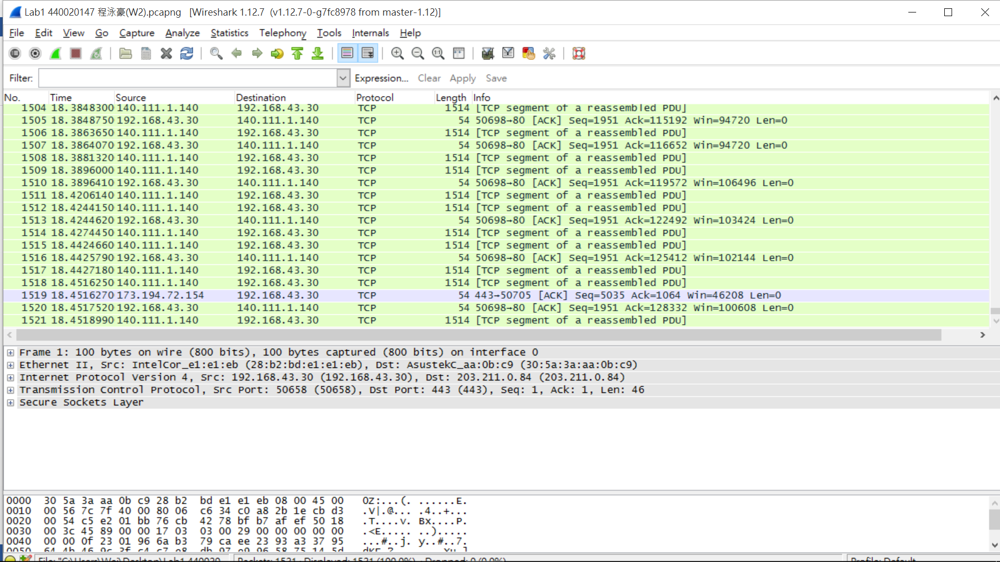 Lab1 440020147 程泳豪(W2).pcapng [Wireshark 1.12.7 (v1.12.7-0-g7fc8978 from master-1.12)]
File Edit View Go Capture Analyze Statistics Telephony Tools Internals Help
Filter: Expression... Clear Apply Save
No. Time Source Destination Protocol Length Info
1504 18.3848300 140.111.1.140 192.168.43.30 TCP 1514 [TCP segment of a reassembled PDU]
1505 18.3848750 192.168.43.30 140.111.1.140 TCP 54 50698→80 [ACK] Seq=1951 Ack=115192 Win=94720 Len=0
1506 18.3863650 140.111.1.140 192.168.43.30 TCP 1514 [TCP segment of a reassembled PDU]
1507 18.3864070 192.168.43.30 140.111.1.140 TCP 54 50698→80 [ACK] Seq=1951 Ack=116652 Win=94720 Len=0
1508 18.3881320 140.111.1.140 192.168.43.30 TCP 1514 [TCP segment of a reassembled PDU]
1509 18.3896000 140.111.1.140 192.168.43.30 TCP 1514 [TCP segment of a reassembled PDU]
1510 18.3896410 192.168.43.30 140.111.1.140 TCP 54 50698→80 [ACK] Seq=1951 Ack=119572 Win=106496 Len=0
1511 18.4206140 140.111.1.140 192.168.43.30 TCP 1514 [TCP segment of a reassembled PDU]
1512 18.4244150 140.111.1.140 192.168.43.30 TCP 1514 [TCP segment of a reassembled PDU]
1513 18.4244620 192.168.43.30 140.111.1.140 TCP 54 50698→80 [ACK] Seq=1951 Ack=122492 Win=103424 Len=0
1514 18.4274450 140.111.1.140 192.168.43.30 TCP 1514 [TCP segment of a reassembled PDU]
1515 18.4424660 140.111.1.140 192.168.43.30 TCP 1514 [TCP segment of a reassembled PDU]
1516 18.4425790 192.168.43.30 140.111.1.140 TCP 54 50698→80 [ACK] Seq=1951 Ack=125412 Win=102144 Len=0
1517 18.4427180 140.111.1.140 192.168.43.30 TCP 1514 [TCP segment of a reassembled PDU]
1518 18.4516250 140.111.1.140 192.168.43.30 TCP 1514 [TCP segment of a reassembled PDU]
1519 18.4516270 173.194.72.154 192.168.43.30 TCP 54 443→50705 [ACK] Seq=5035 Ack=1064 Win=46208 Len=0
1520 18.4517520 192.168.43.30 140.111.1.140 TCP 54 50698→80 [ACK] Seq=1951 Ack=128332 Win=100608 Len=0
1521 18.4518990 140.111.1.140 192.168.43.30 TCP 1514 [TCP segment of a reassembled PDU]
Frame 1: 100 bytes on wire (800 bits), 100 bytes captured (800 bits) on interface 0
Ethernet II, Src: IntelCor_e1:e1:eb (28:b2:bd:e1:e1:eb), Dst: AsustekC_aa:0b:c9 (30:5a:3a:aa:0b:c9)
Internet Protocol Version 4, Src: 192.168.43.30 (192.168.43.30), Dst: 203.211.0.84 (203.211.0.84)
Transmission Control Protocol, Src Port: 50658 (50658), Dst Port: 443 (443), Seq: 1, Ack: 1, Len: 46
Secure Sockets Layer
0000 30 5a 3a aa 0b c9 28 b2 bd e1 e1 eb 08 00 45 00 0Z:...(. ......E.
0010 00 56 7c 7f 40 00 80 06 c6 34 c0 a8 2b 1e cb d3 .V|.@... .4..+...
0020 00 54 c5 e2 01 bb 76 cb 42 78 bf b7 af ef 50 18 .T....v. Bx....P.
0030 00 3c 45 89 00 00 17 03 03 00 29 00 00 00 00 00 .<E..... ..).....
0040 00 00 0f 23 01 96 6a b3 79 ca ee 23 93 a3 37 95 ...#..j. y..#..7.
0050 64 4b 46 9c 3f c4 c7 e8 db 97 e9 96 58 75 14 5d dKF.?... ....Xu.]
File: "C:\Users\Wei\Desktop\Lab1 440020... Packets: 1521 · Displayed: 1521 (100.0%) · Dropped: 0 (0.0%) Profile: Default